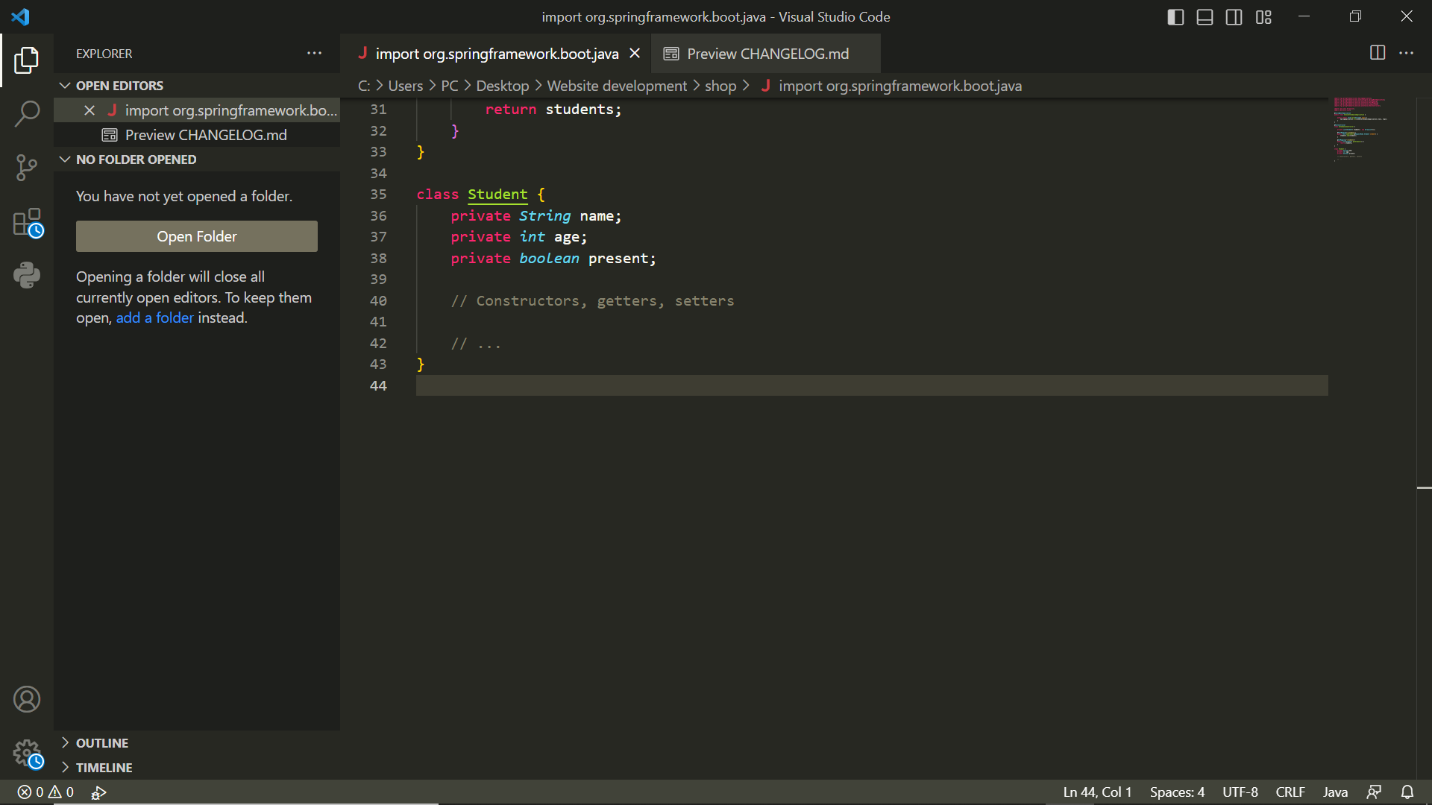 import org.springframework.boot.java - Visual Studio Code
EXPLORER
import org.springframework.boot.java
Preview CHANGELOG.md
OPEN EDITORS
C: > Users > PC > Desktop > Website development > shop > J import org.springframework.boot.java
J import org.springframework.bo...
Preview CHANGELOG.md
NO FOLDER OPENED
You have not yet opened a folder.
Open Folder
Opening a folder will close all
currently open editors. To keep them
open, add a folder instead.
31 return students;
32 }
33 }
34
35 class Student {
36 private String name;
37 private int age;
38 private boolean present;
39
40 // Constructors, getters, setters
41
42 // ...
43 }
44
OUTLINE
TIMELINE
0 0
Ln 44, Col 1 Spaces: 4 UTF-8 CRLF Java